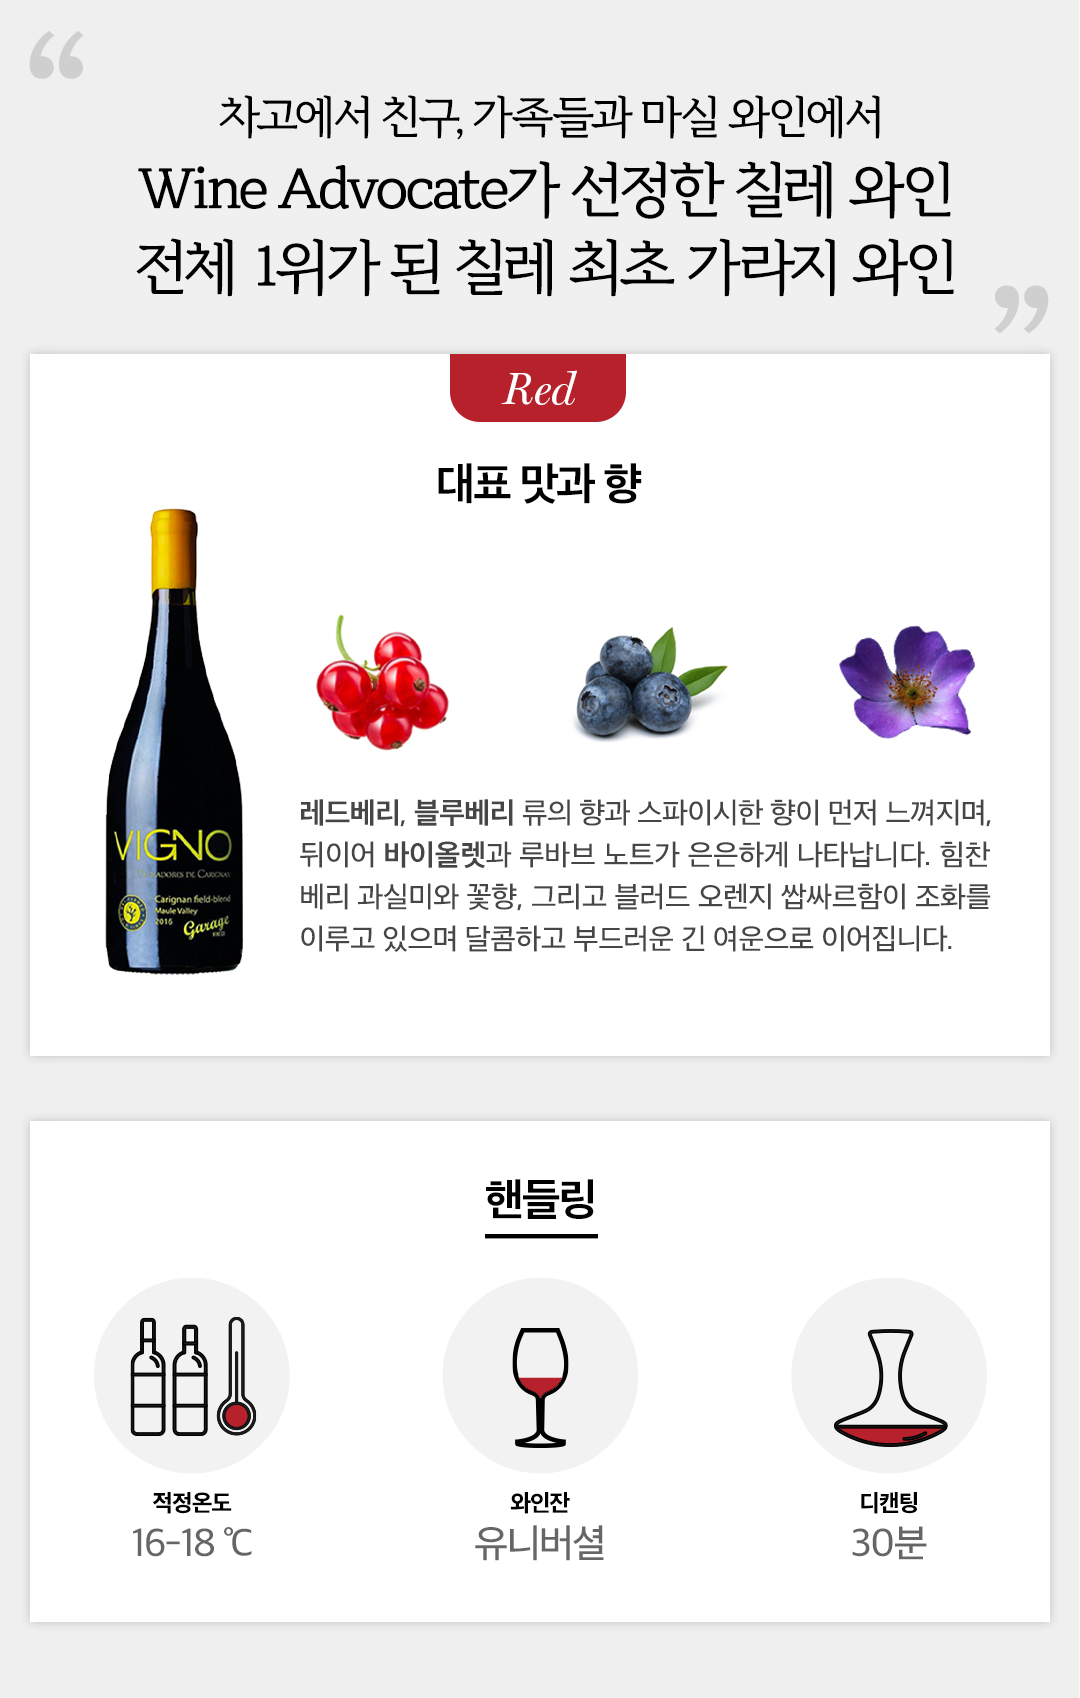 “
차고에서 친구, 가족들과 마실 와인에서
Wine Advocate가 선정한 칠레 와인
전체 1위가 된 칠레 최초 가라지 와인
”
Red
대표 맛과 향
VIGNO
DE CARIGNAN
Carignan field-blend
Maule Valley
2016
Garage
레드베리, 블루베리 류의 향과 스파이시한 향이 먼저 느껴지며,
뒤이어 바이올렛과 루바브 노트가 은은하게 나타납니다. 힘찬
베리 과실미와 꽃향, 그리고 블러드 오렌지 쌉싸르함이 조화를
이루고 있으며 달콤하고 부드러운 긴 여운으로 이어집니다.
핸들링
적정온도
16-18 ℃
와인잔
유니버셜
디캔팅
30분